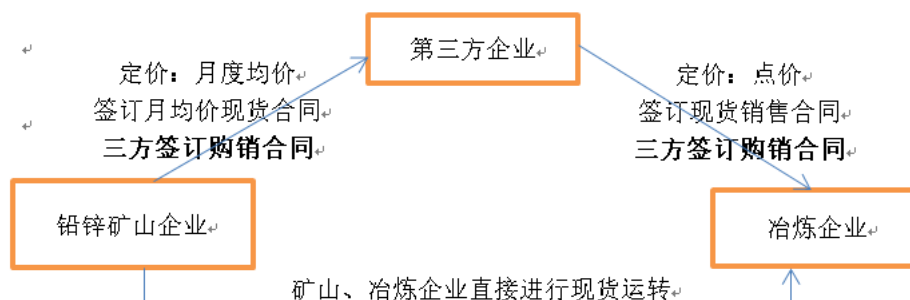 第三方企业
定价：月度均价
签订月均价现货合同
三方签订购销合同
定价：点价
签订现货销售合同
三方签订购销合同
铅锌矿山企业
冶炼企业
矿山、冶炼企业直接进行现货运转